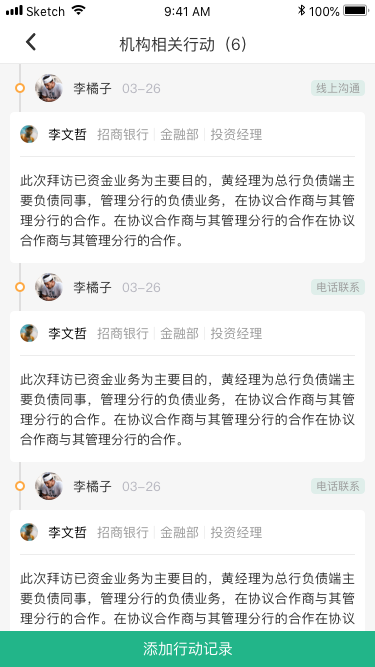 Sketch 9:41 AM 100%
机构相关行动（6）
李橘子 03-26 线上沟通
李文哲 招商银行 金融部 投资经理
此次拜访已资金业务为主要目的，黄经理为总行负债端主
要负债同事，管理分行的负债业务，在协议合作商与其管
理分行的合作。在协议合作商与其管理分行的合作在协议
合作商与其管理分行的合作。
李橘子 03-26 电话联系
李文哲 招商银行 金融部 投资经理
此次拜访已资金业务为主要目的，黄经理为总行负债端主
要负债同事，管理分行的负债业务，在协议合作商与其管
理分行的合作。在协议合作商与其管理分行的合作在协议
合作商与其管理分行的合作。
李橘子 03-26 电话联系
李文哲 招商银行 金融部 投资经理
此次拜访已资金业务为主要目的，黄经理为总行负债端主
要负债同事，管理分行的负债业务，在协议合作商与其管
理分行的合作。在协议合作商与其管理分行的合作在协议
添加行动记录